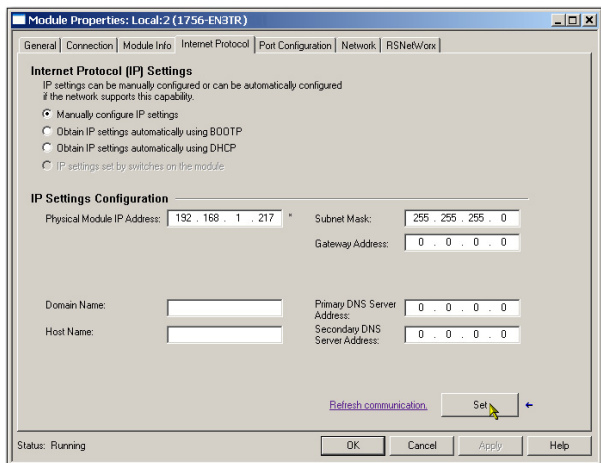 Module Properties: Local:2 (1756-EN3TR)
General Connection Module Info Internet Protocol Port Configuration Network RSNetWorx
Internet Protocol (IP) Settings
IP settings can be manually configured or can be automatically configured
if the network supports this capability.
Manually configure IP settings
Obtain IP settings automatically using BOOTP
Obtain IP settings automatically using DHCP
IP settings set by switches on the module
IP Settings Configuration
Physical Module IP Address: 192 . 168 . 1 . 217 * Subnet Mask: 255 . 255 . 255 . 0
Gateway Address: 0 . 0 . 0 . 0
Domain Name: Primary DNS Server Address: 0 . 0 . 0 . 0
Host Name: Secondary DNS Server Address: 0 . 0 . 0 . 0
Refresh communication. Set
Status: Running OK Cancel Apply Help